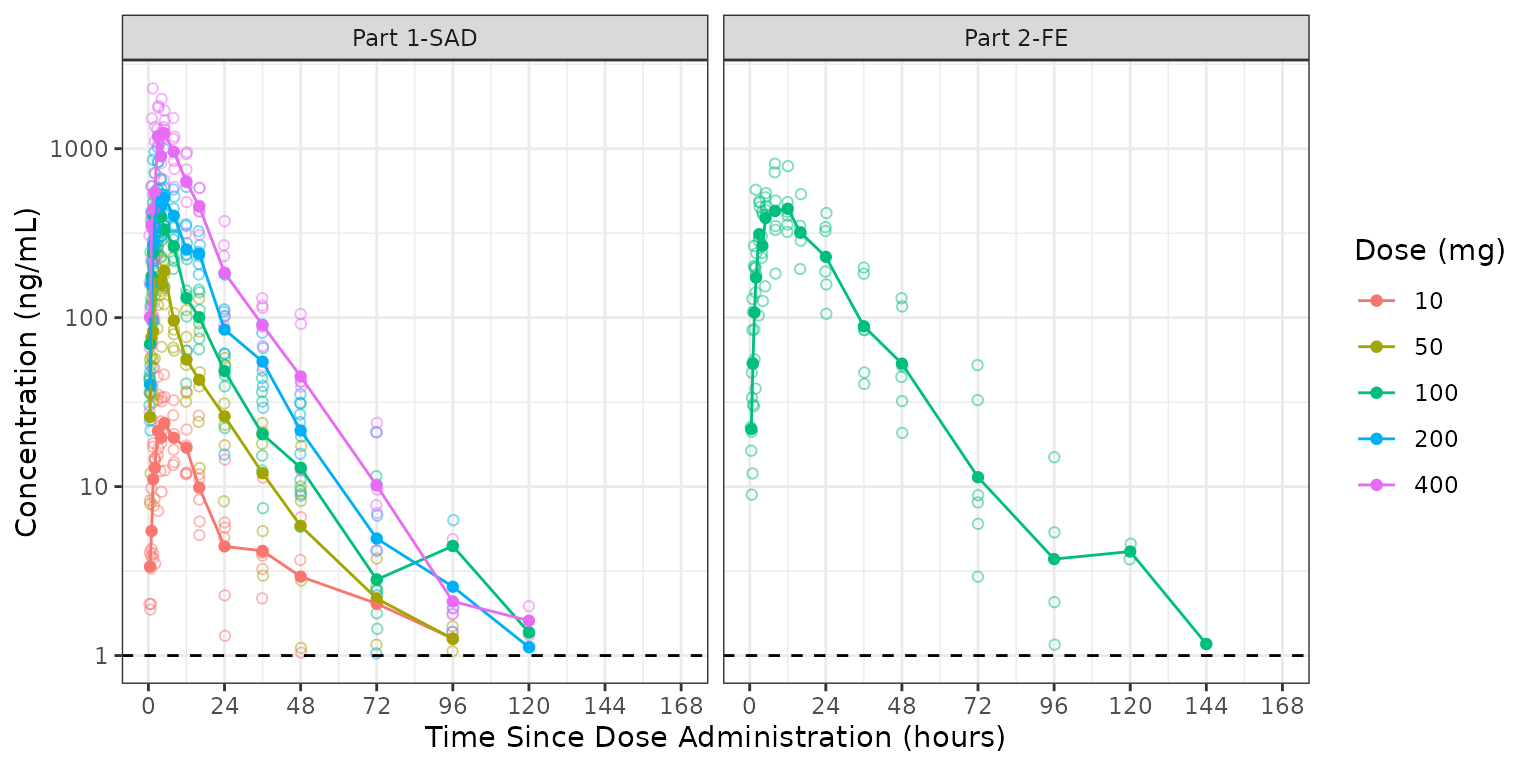 Part 1-SAD
Part 2-FE
Concentration (ng/mL)
1000
100
10
1
0 24 48 72 96 120 144 168
0 24 48 72 96 120 144 168
Time Since Dose Administration (hours)
Dose (mg)
10
50
100
200
400